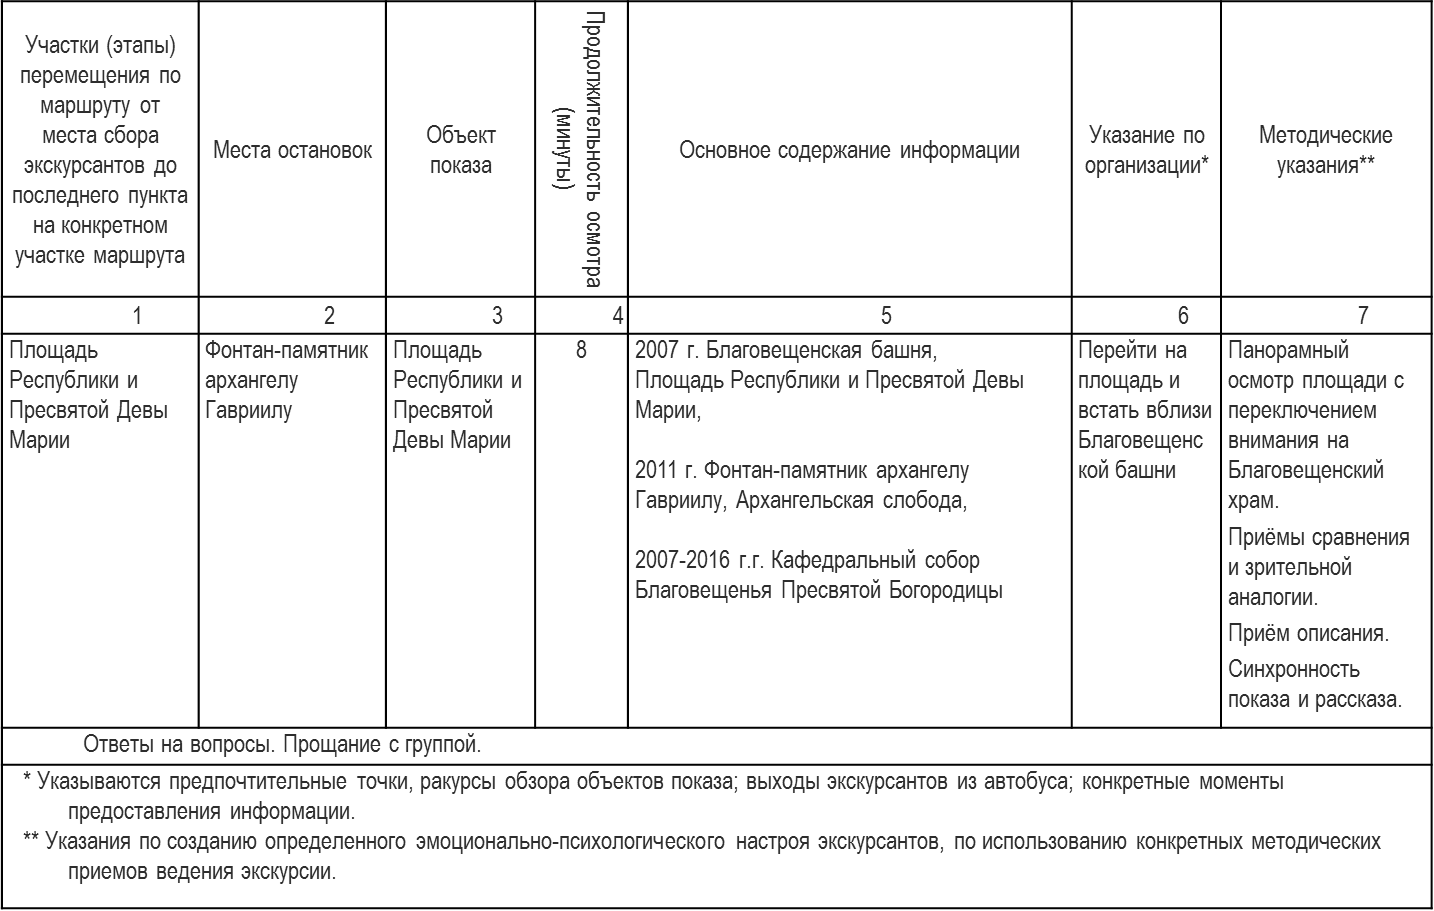 Участки (этапы)
перемещения по
маршруту от
места сбора
экскурсантов до
последнего пункта
на конкретном
участке маршрута
Места остановок
Объект
показа
Продолжительность осмотра
(минуты)
Основное содержание информации
Указание по
организации*
Методические
указания**
1
2
3
4
5
6
7
Площадь
Республики и
Пресвятой Девы
Марии
Фонтан-памятник
архангелу
Гавриилу
Площадь
Республики и
Пресвятой
Девы Марии
8
2007 г. Благовещенская башня,
Площадь Республики и Пресвятой Девы
Марии,
2011 г. Фонтан-памятник архангелу
Гавриилу, Архангельская слобода,
2007-2016 г.г. Кафедральный собор
Благовещенья Пресвятой Богородицы
Перейти на
площадь и
встать вблизи
Благовещенс
кой башни
Панорамный
осмотр площади с
переключением
внимания на
Благовещенский
храм.
Приёмы сравнения
и зрительной
аналогии.
Приём описания.
Синхронность
показа и рассказа.
Ответы на вопросы. Прощание с группой.
* Указываются предпочтительные точки, ракурсы обзора объектов показа; выходы экскурсантов из автобуса; конкретные моменты
предоставления информации.
** Указания по созданию определенного эмоционально-психологического настроя экскурсантов, по использованию конкретных методических
приемов ведения экскурсии.